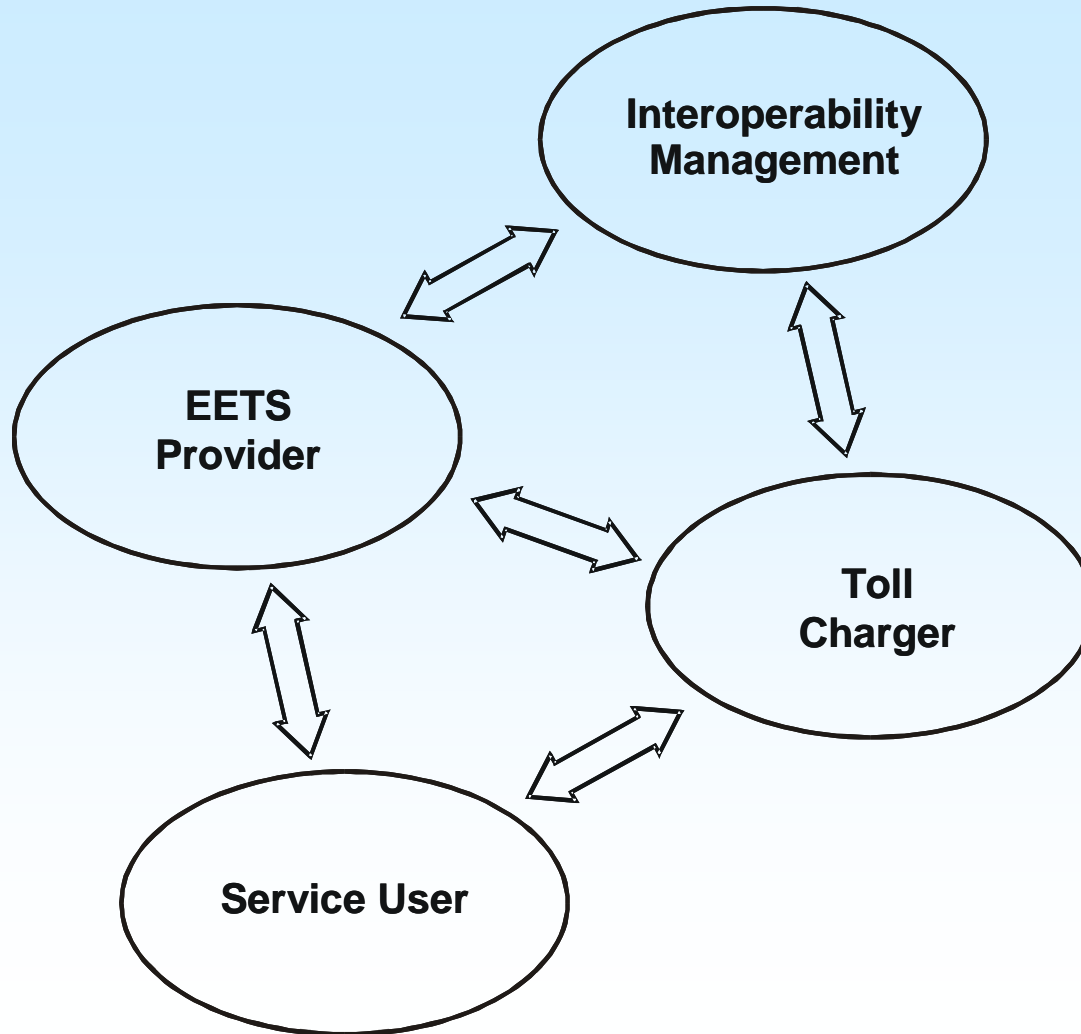 Interoperability
Management
EETS
Provider
Toll
Charger
Service User